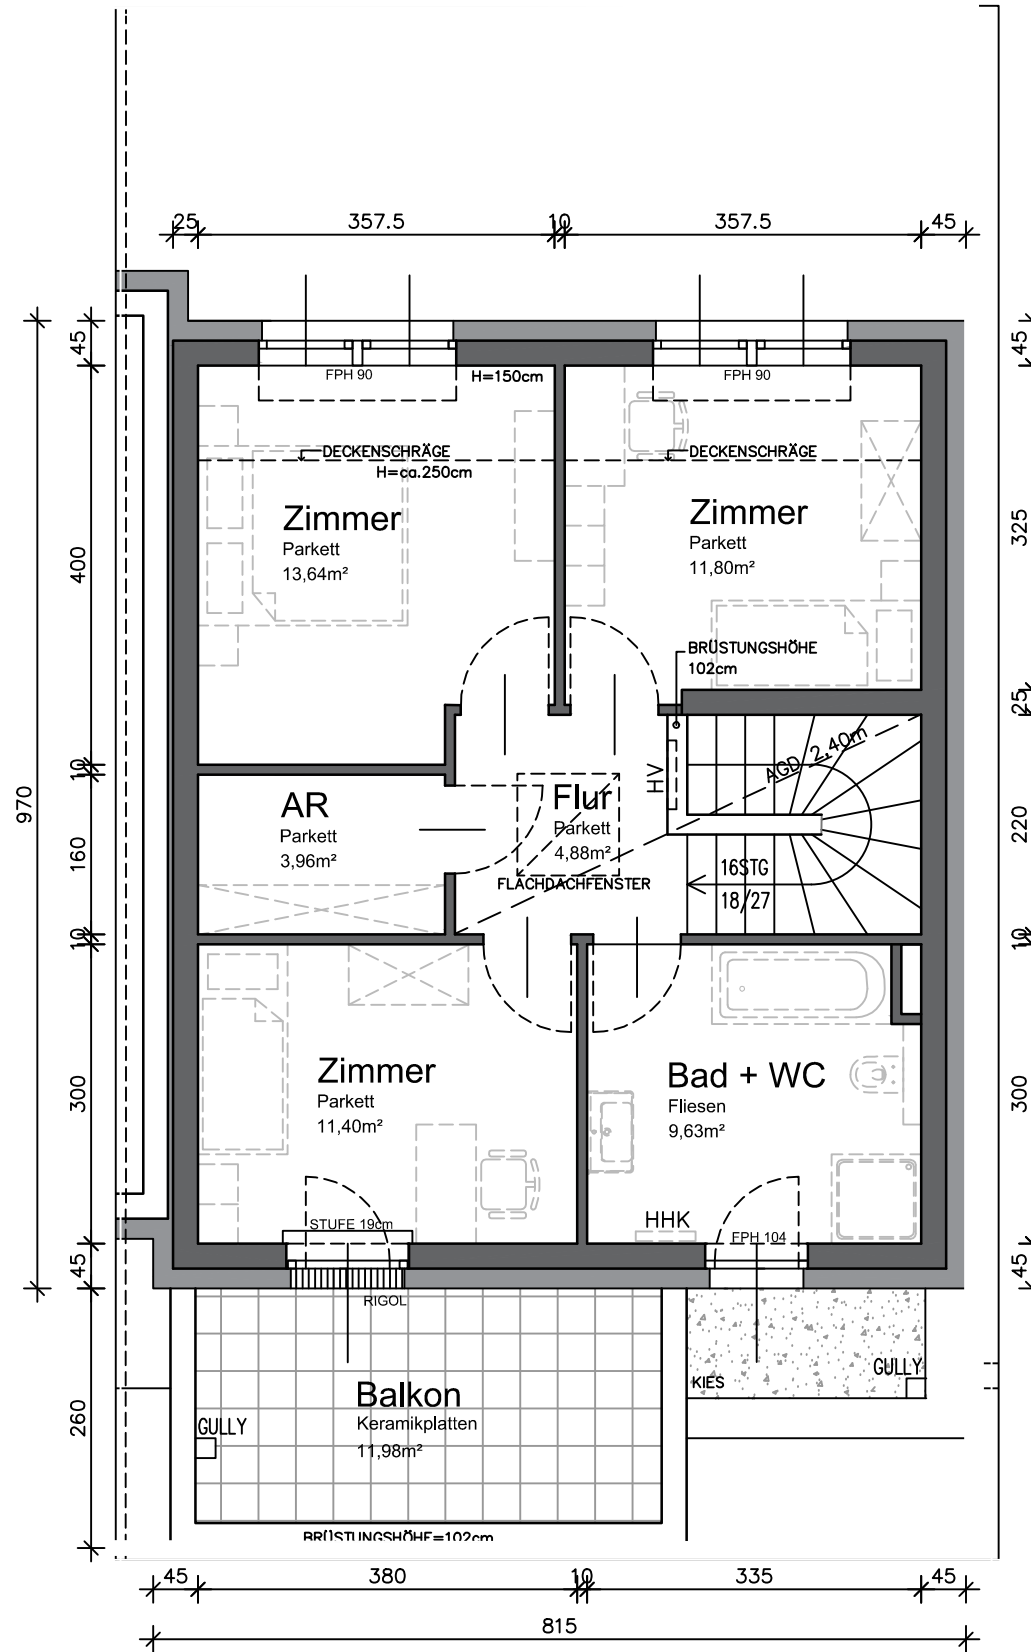 25
357.5
10
357.5
45
45
400
10
160
10
300
45
260
970
FPH 90
H=150cm
DECKENSCHRÄGE
H=ca.250cm
Zimmer
Parkett
13,64m²
FPH 90
DECKENSCHRÄGE
Zimmer
Parkett
11,80m²
BRÜSTUNGSHÖHE
102cm
AR
Parkett
3,96m²
Flur
Parkett
4,88m²
FLACHDACHFENSTER
HV
AGD 2,40m
16STG
18/27
Zimmer
Parkett
11,40m²
STUFE 19cm
RIGOL
Bad + WC
Fliesen
9,63m²
HHK
FPH 104
Balkon
Keramikplatten
11,98m²
GULLY
BRÜSTUNGSHÖHE=102cm
KIES
GULLY
45
325
25
220
10
300
45
45
380
10
335
45
815